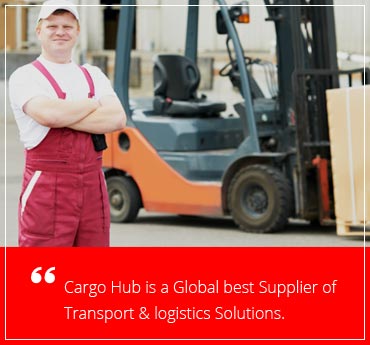 “ Cargo Hub is a Global best Supplier of
Transport & logistics Solutions.